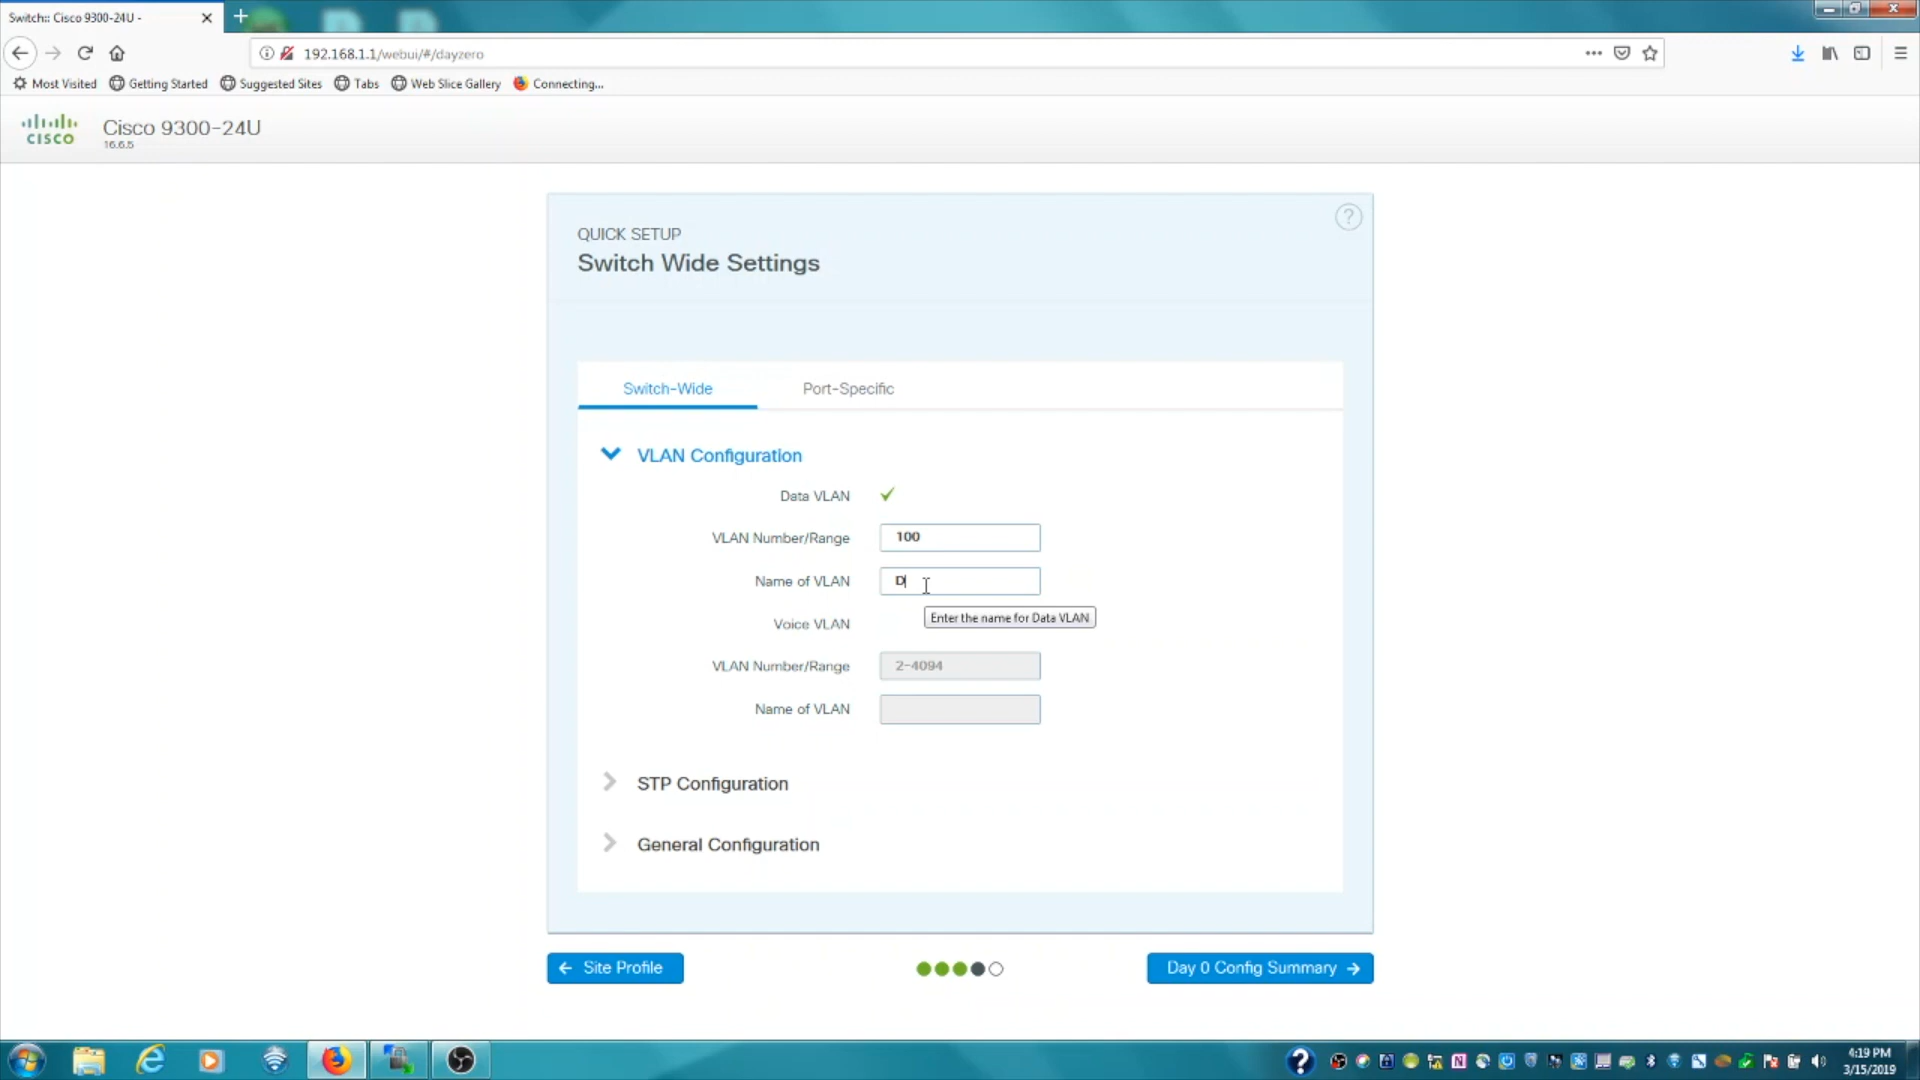 Switch:: Cisco 9300-24U -
192.168.1.1/webui/#/dayzero
Most Visited
Getting Started
Suggested Sites
Tabs
Web Slice Gallery
Connecting...
CISCO
Cisco 9300-24U
16.6.5
QUICK SETUP
?
Switch Wide Settings
Switch-Wide
Port-Specific
VLAN Configuration
Data VLAN
VLAN Number/Range
100
Name of VLAN
D
Enter the name for Data VLAN
Voice VLAN
VLAN Number/Range
2-4094
Name of VLAN
STP Configuration
General Configuration
Site Profile
Day 0 Config Summary
4:19 PM
3/15/2019